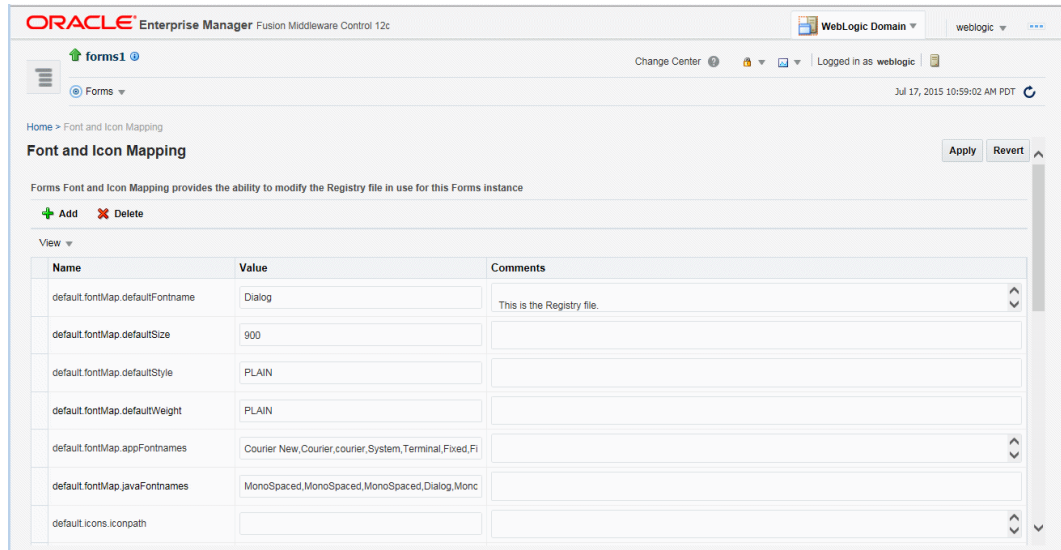 ORACLE Enterprise Manager Fusion Middleware Control 12c
WebLogic Domain
weblogic
forms1
Change Center
Logged in as weblogic
Forms
Jul 17, 2015 10:59:02 AM PDT
Home > Font and Icon Mapping
Font and Icon Mapping
Apply
Revert
Forms Font and Icon Mapping provides the ability to modify the Registry file in use for this Forms instance
Add
Delete
View
Name Value Comments
default.fontMap.defaultFontname Dialog This is the Registry file.
default.fontMap.defaultSize 900
default.fontMap.defaultStyle PLAIN
default.fontMap.defaultWeight PLAIN
default.fontMap.appFontnames Courier New,Courier,courier,System,Terminal,Fixed,Fi
default.fontMap.javaFontnames MonoSpaced,MonoSpaced,MonoSpaced,Dialog,Monc
default.icons.iconpath